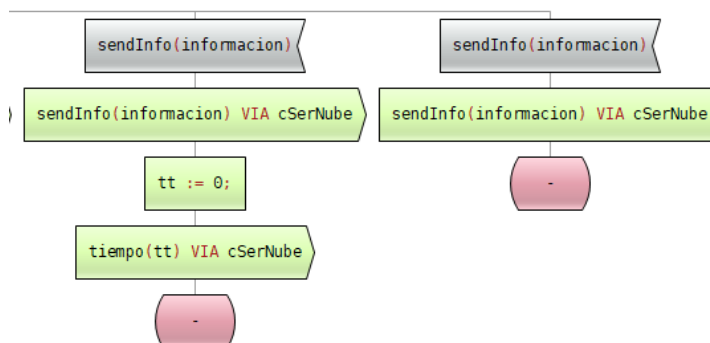 sendInfo(informacion)
sendInfo(informacion) VIA cSerNube
tt := 0;
tiempo(tt) VIA cSerNube
-
sendInfo(informacion)
sendInfo(informacion) VIA cSerNube
-